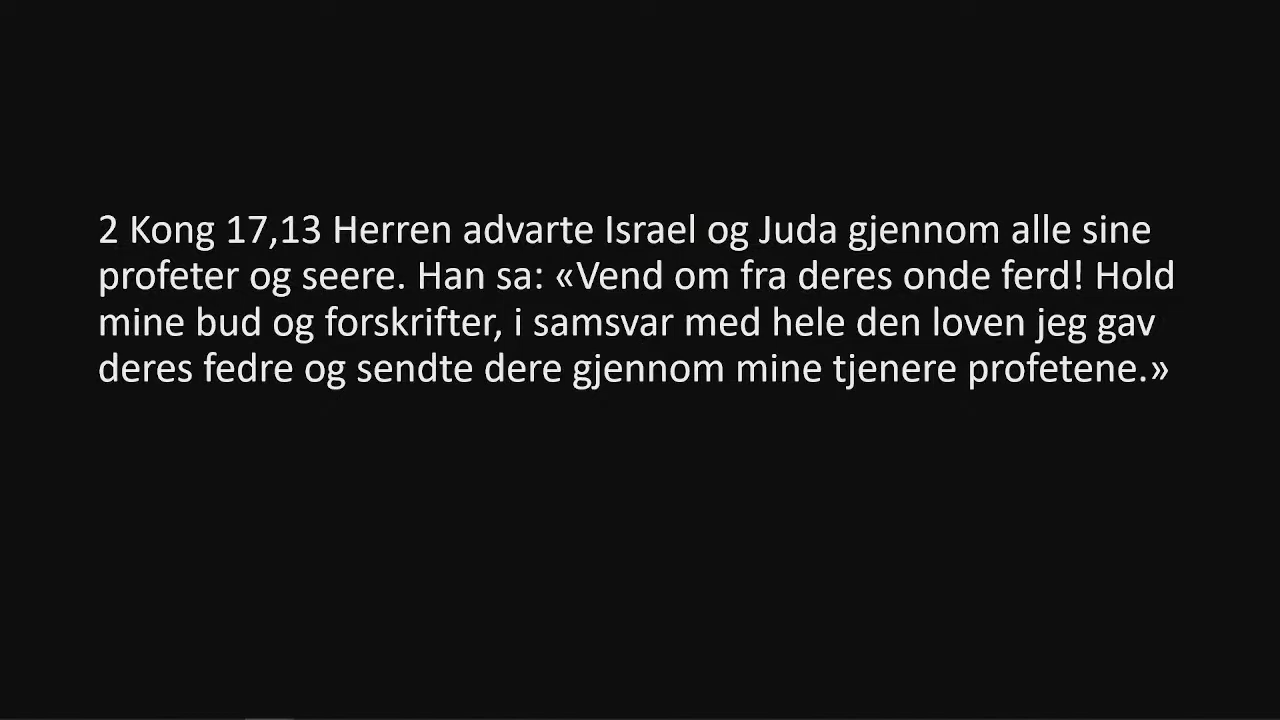 2 Kong 17,13 Herren advarte Israel og Juda gjennom alle sine
profeter og seere. Han sa: «Vend om fra deres onde ferd! Hold
mine bud og forskrifter, i samsvar med hele den loven jeg gav
deres fedre og sendte dere gjennom mine tjenere profetene.»